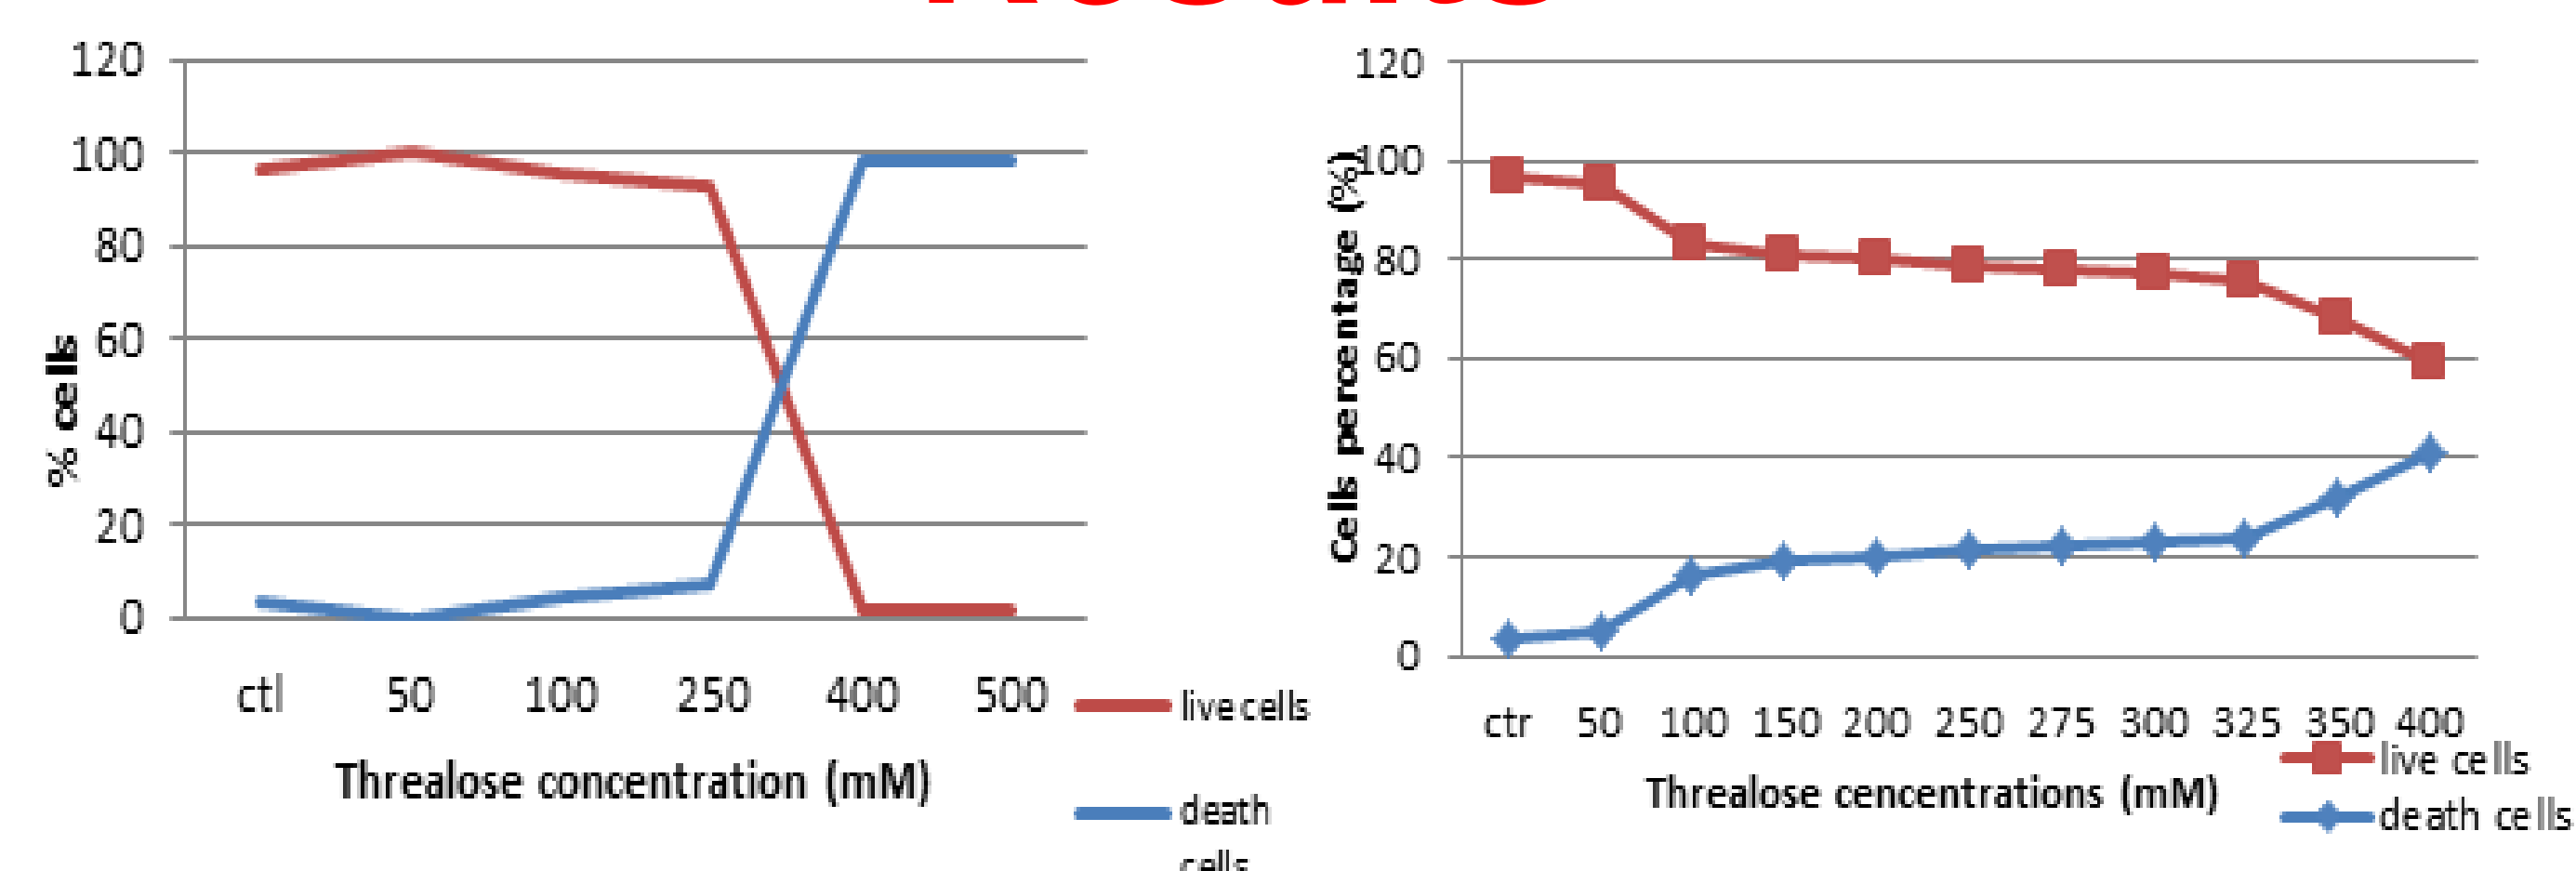 Results
120
100
80
60
40
20
0
% cells
ctl 50 100 250 400 500
Threalose concentration (mM)
live cells
death
cells
120
100
80
60
40
20
0
Cells percentage (%)
ctr 50 100 150 200 250 275 300 325 350 400
Threalose cencentrations (mM)
live cells
death cells